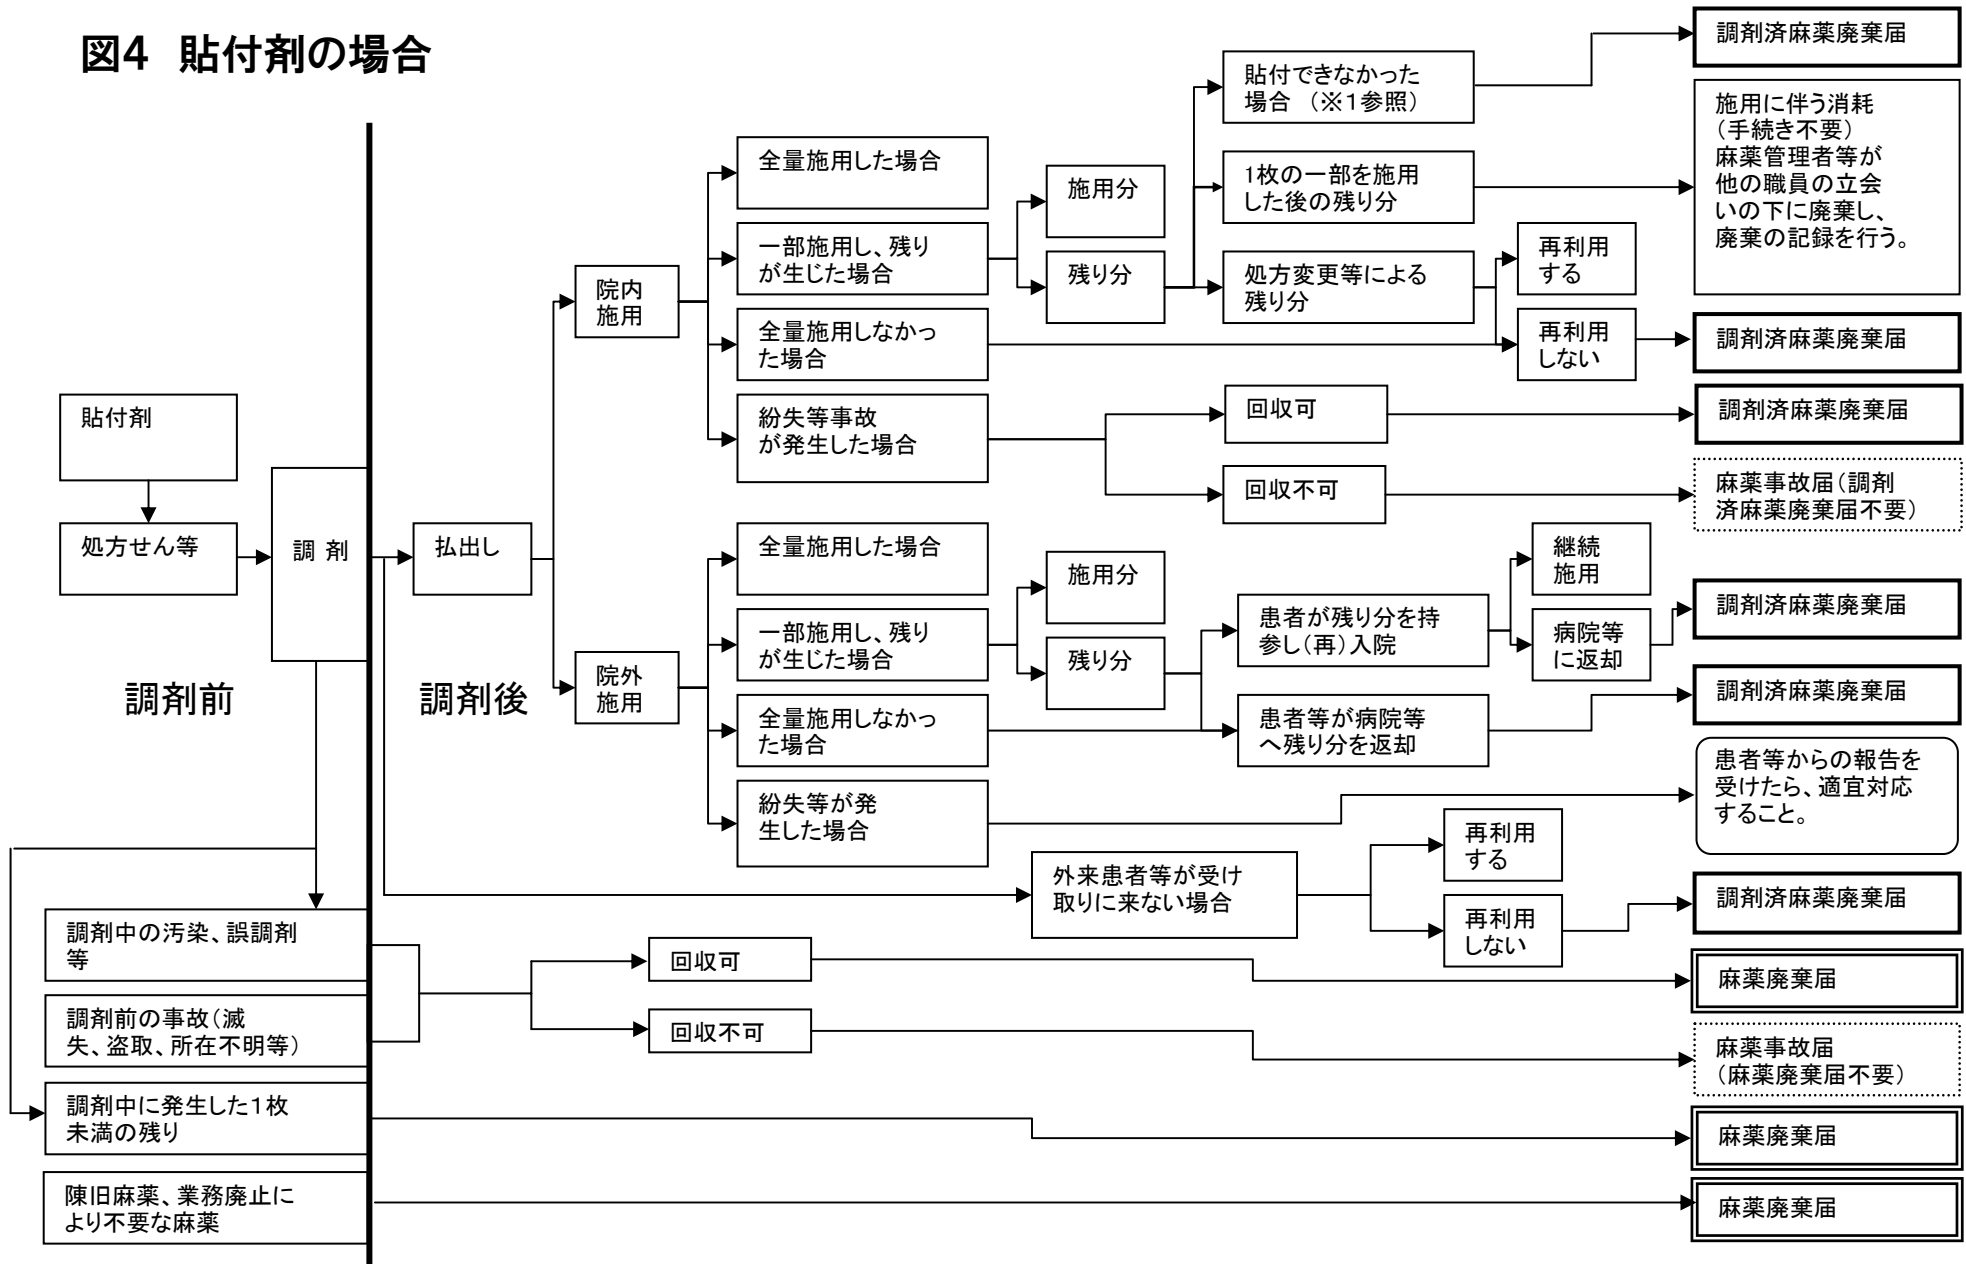 図4 貼付剤の場合
調剤済麻薬廃棄届
貼付できなかった
場合 (※1参照)
施用に伴う消耗
(手続き不要)
麻薬管理者等が
他の職員の立会
いの下に廃棄し、
廃棄の記録を行う。
全量施用した場合
施用分
1枚の一部を施用
した後の残り分
一部施用し、残り
が生じた場合
残り分
処方変更等による
残り分
再利用
する
院内
施用
全量施用しなかっ
た場合
再利用
しない
調剤済麻薬廃棄届
紛失等事故
が発生した場合
回収可
調剤済麻薬廃棄届
回収不可
麻薬事故届(調剤
済麻薬廃棄届不要)
貼付剤
処方せん等
調 剤
払出し
全量施用した場合
施用分
継続
施用
一部施用し、残り
が生じた場合
残り分
患者が残り分を持
参し(再)入院
病院等
に返却
調剤済麻薬廃棄届
調剤前
調剤後
院外
施用
全量施用しなかっ
た場合
患者等が病院等
へ残り分を返却
調剤済麻薬廃棄届
紛失等が発
生した場合
患者等からの報告を
受けたら、適宜対応
すること。
外来患者等が受け
取りに来ない場合
再利用
する
再利用
しない
調剤済麻薬廃棄届
調剤中の汚染、誤調剤
等
調剤前の事故(滅
失、盗取、所在不明等)
回収可
麻薬廃棄届
回収不可
麻薬事故届
(麻薬廃棄届不要)
調剤中に発生した1枚
未満の残り
麻薬廃棄届
陳旧麻薬、業務廃止に
より不要な麻薬
麻薬廃棄届